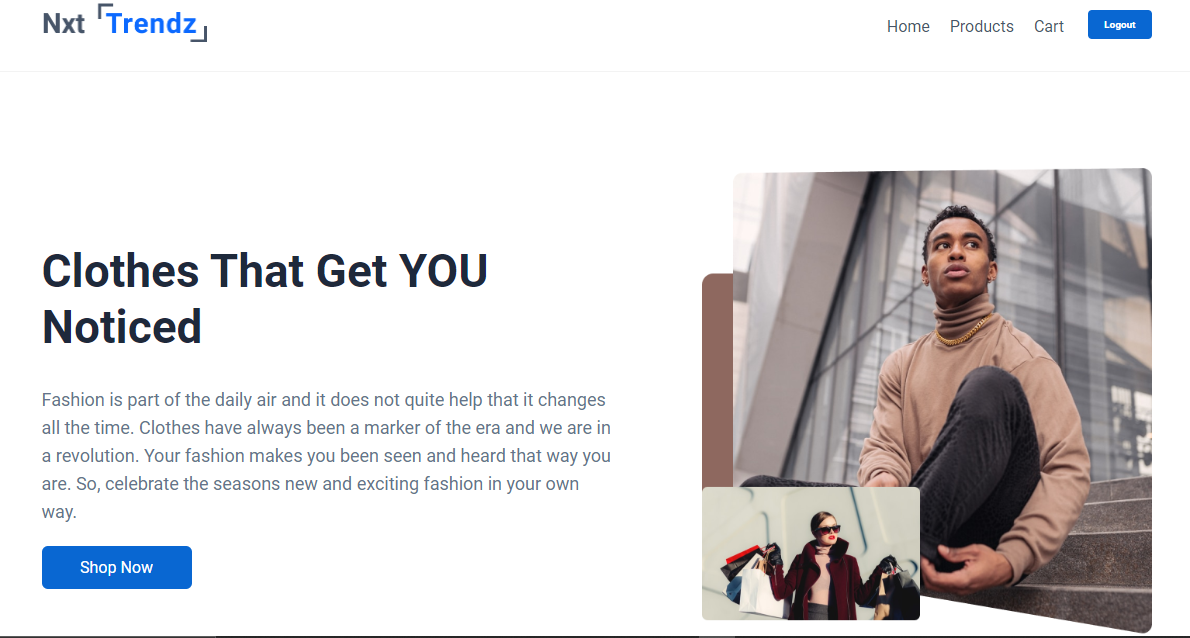 Nxt Trendz
Home Products Cart Logout
Clothes That Get YOU
Noticed
Fashion is part of the daily air and it does not quite help that it changes
all the time. Clothes have always been a marker of the era and we are in
a revolution. Your fashion makes you been seen and heard that way you
are. So, celebrate the seasons new and exciting fashion in your own
way.
Shop Now